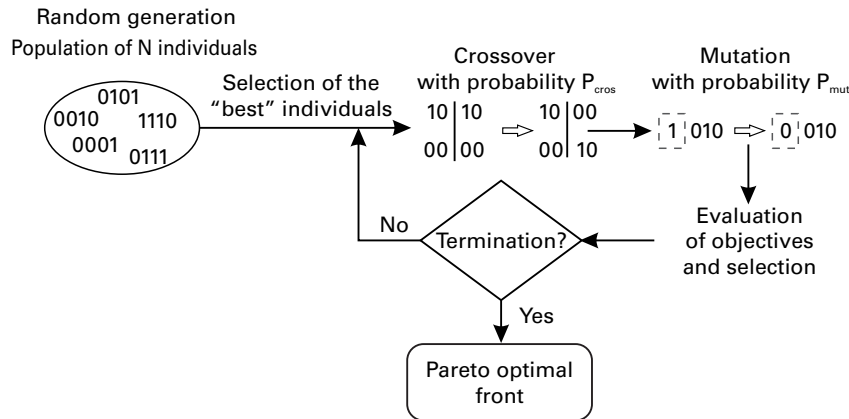 Random generation
Population of N individuals
0101
0010 1110
0001
0111
Selection of the
“best” individuals
Crossover
with probability Pcros
10 10 10 00
00 00 00 10
Mutation
with probability Pmut
1 010 0 010
Evaluation
of objectives
and selection
Termination?
No
Yes
Pareto optimal
front